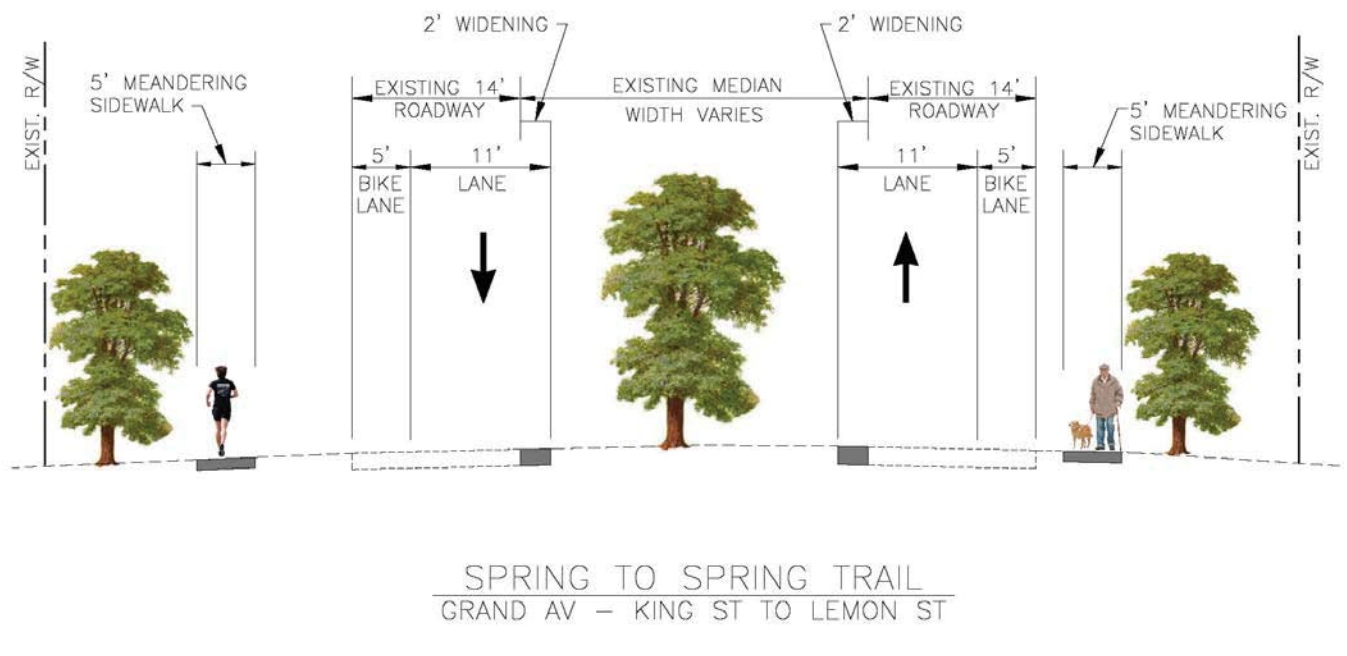 2' WIDENING
2' WIDENING
EXIST. R/W
5' MEANDERING
SIDEWALK
EXISTING 14'
ROADWAY
EXISTING MEDIAN
WIDTH VARIES
EXISTING 14'
ROADWAY
5' MEANDERING
SIDEWALK
EXIST. R/W
5'
BIKE
LANE
11'
LANE
11'
LANE
5'
BIKE
LANE
SPRING TO SPRING TRAIL
GRAND AV – KING ST TO LEMON ST